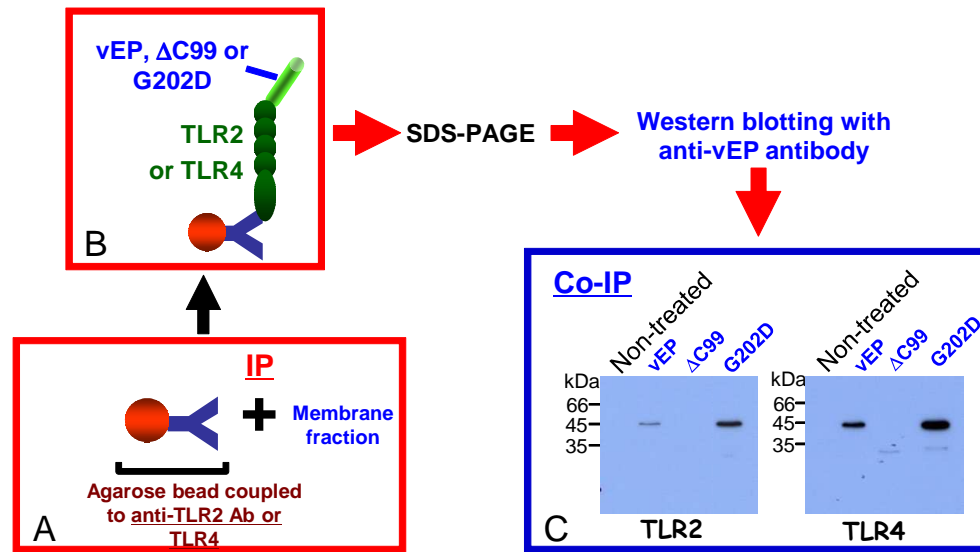 vEP, ΔC99 or
G202D
TLR2
or TLR4
B
SDS-PAGE
Western blotting with
anti-vEP antibody
IP
Membrane
fraction
Agarose bead coupled
to anti-TLR2 Ab or
TLR4
A
Co-IP
Non-treated
vEP
ΔC99
G202D
kDa
66
45
35
TLR2
Non-treated
vEP
ΔC99
G202D
kDa
66
45
35
TLR4
C